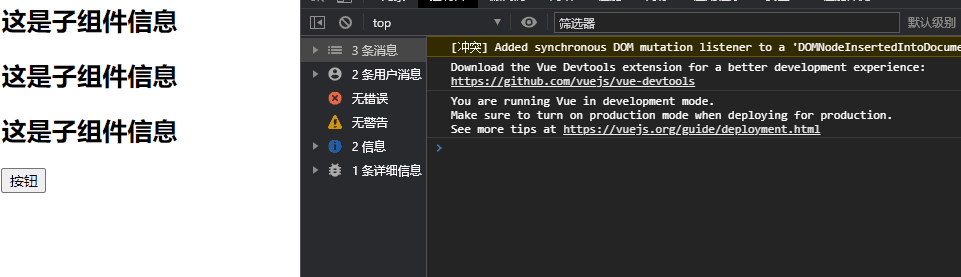 这是子组件信息
这是子组件信息
这是子组件信息
按钮
top
筛选器
默认级别
3 条消息
2 条用户消息
无错误
无警告
2 信息
1 条详细信息
[冲突] Added synchronous DOM mutation listener to a 'DOMNodeInsertedIntoDocume
Download the Vue Devtools extension for a better development experience:
https://github.com/vuejs/vue-devtools
You are running Vue in development mode.
Make sure to turn on production mode when deploying for production.
See more tips at https://vuejs.org/guide/deployment.html